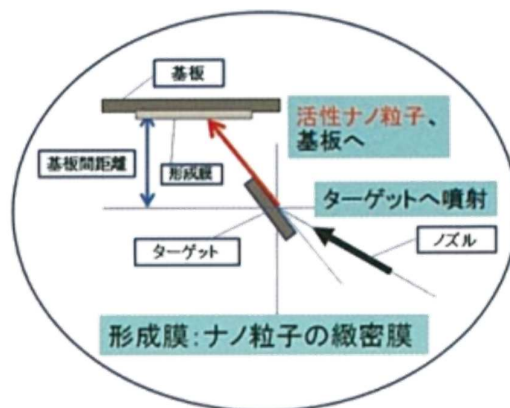 基板
活性ナノ粒子、
基板へ
基板間距離
形成膜
ターゲットへ噴射
ターゲット
ノズル
形成膜：ナノ粒子の緻密膜